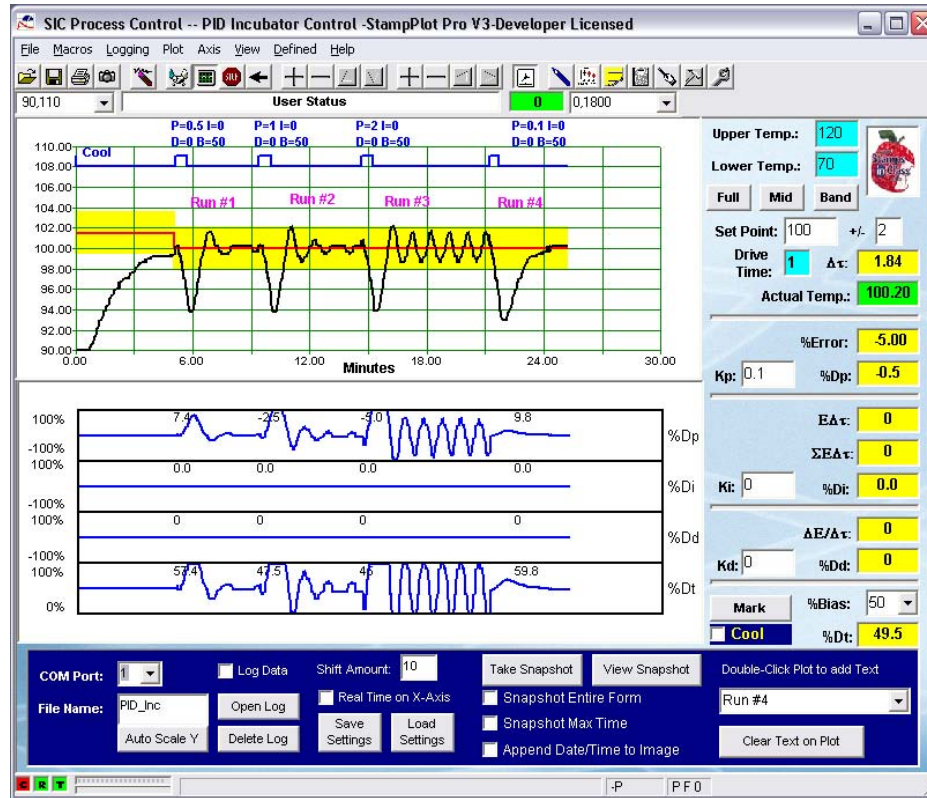 SIC Process Control -- PID Incubator Control -StampPlot Pro V3-Developer Licensed
File Macros Logging Plot Axis View Defined Help
90,110 User Status 0 0,1800
P=0.5 I=0 P=1 I=0 P=2 I=0 P=0.1 I=0
D=0 B=50 D=0 B=50 D=0 B=50 D=0 B=50
110.00 Cool
108.00
106.00
104.00 Run #1 Run #2 Run #3 Run #4
102.00
100.00
98.00
96.00
94.00
92.00
90.00
0.00 6.00 12.00 18.00 24.00 30.00
Minutes
100% 7.4 -2.5 -5.0 9.8
-100% %Dp
100% 0.0 0.0 0.0 0.0
-100% %Di
100% 0 0 0 0
-100% %Dd
100% 57.4 47.5 45 59.8
0% %Dt
Upper Temp.: 120
Lower Temp.: 70
Stamps in Class
Full Mid Band
Set Point: 100 +/- 2
Drive Time: 1 Δτ: 1.84
Actual Temp.: 100.20
%Error: -5.00
Kp: 0.1 %Dp: -0.5
EΔτ: 0
ΣEΔτ: 0
Ki: 0 %Di: 0.0
ΔE/Δτ: 0
Kd: 0 %Dd: 0
Mark %Bias: 50
Cool %Dt: 49.5
COM Port: 1 Log Data Shift Amount: 10 Take Snapshot View Snapshot Double-Click Plot to add Text
Real Time on X-Axis Snapshot Entire Form
File Name: PID_Inc Open Log Run #4
Save Settings Load Settings Snapshot Max Time
Auto Scale Y Delete Log Append Date/Time to Image Clear Text on Plot
C R T -P P F 0